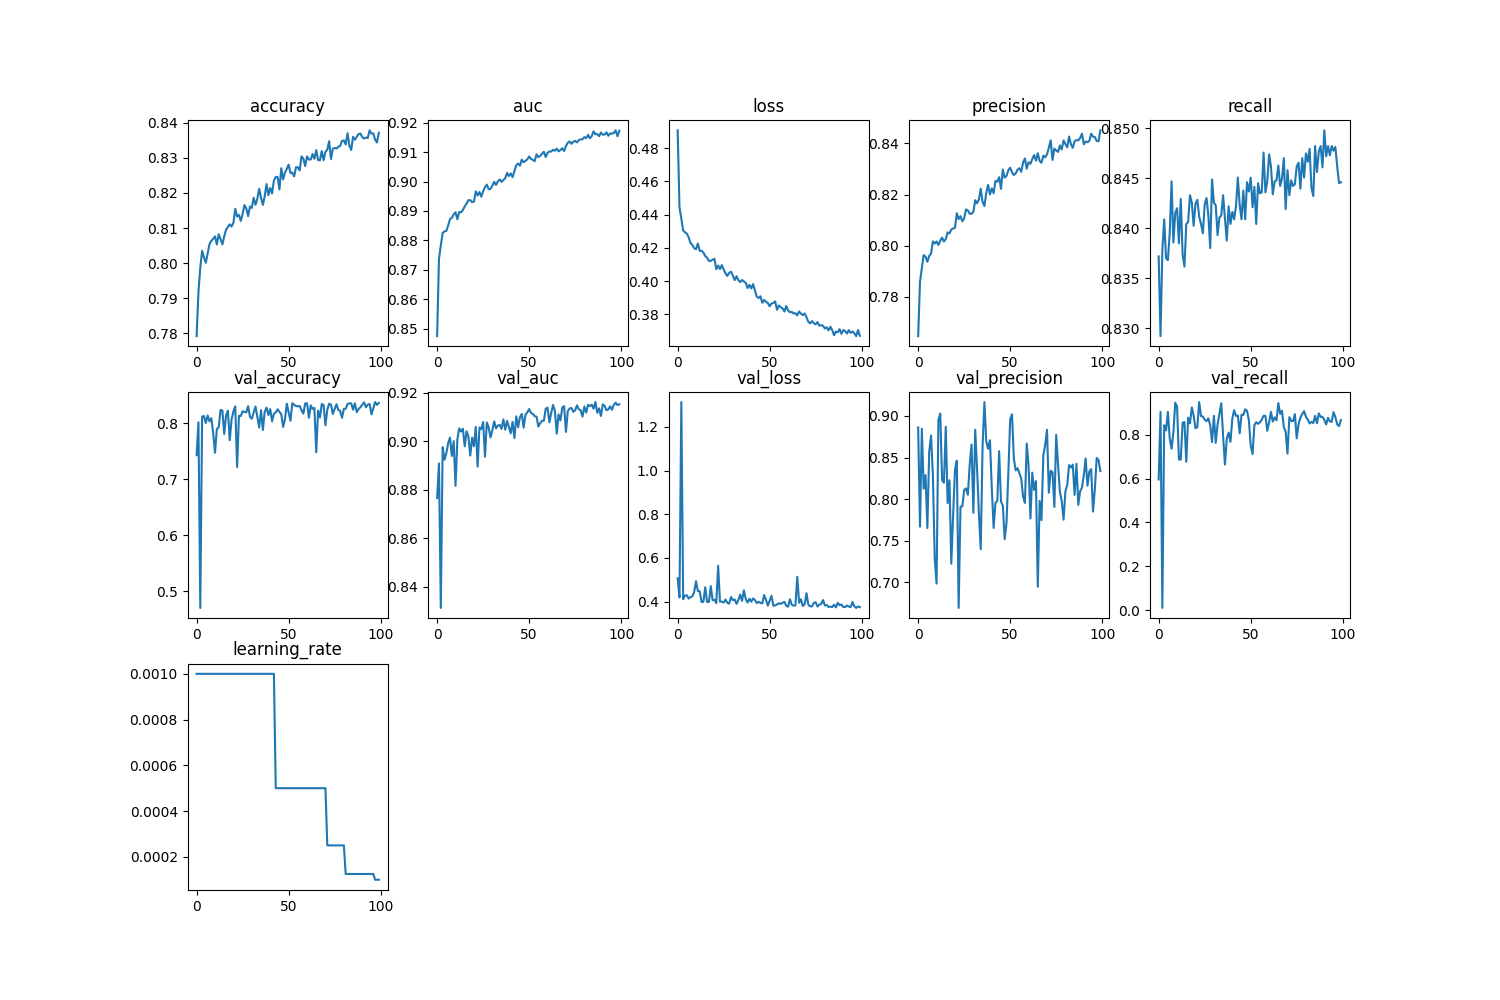 accuracy auc loss precision recall
0.84 0.83 0.82 0.81 0.80 0.79 0.78
0 50 100
0.92 0.91 0.90 0.89 0.88 0.87 0.86 0.85
0 50 100
0.48 0.46 0.44 0.42 0.40 0.38
0 50 100
0.84 0.82 0.80 0.78
0 50 100
0.850 0.845 0.840 0.835 0.830
0 50 100
val_accuracy val_auc val_loss val_precision val_recall
0.8 0.7 0.6 0.5
0 50 100
0.92 0.90 0.88 0.86 0.84
0 50 100
1.2 1.0 0.8 0.6 0.4
0 50 100
0.90 0.85 0.80 0.75 0.70
0 50 100
0.8 0.6 0.4 0.2 0.0
0 50 100
learning_rate
0.0010 0.0008 0.0006 0.0004 0.0002
0 50 100